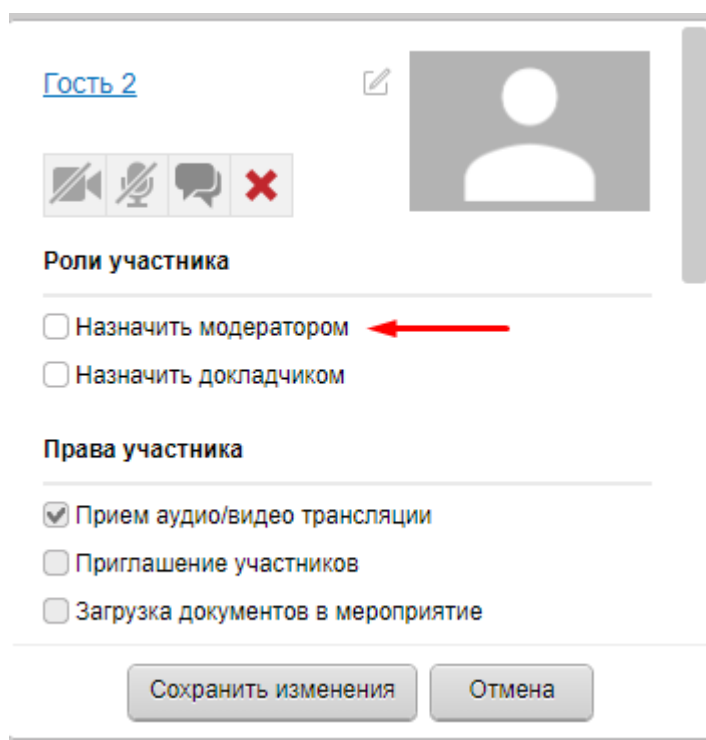 Гость 2
Роли участника
Назначить модератором
Назначить докладчиком
Права участника
Прием аудио/видео трансляции
Приглашение участников
Загрузка документов в мероприятие
Сохранить изменения
Отмена